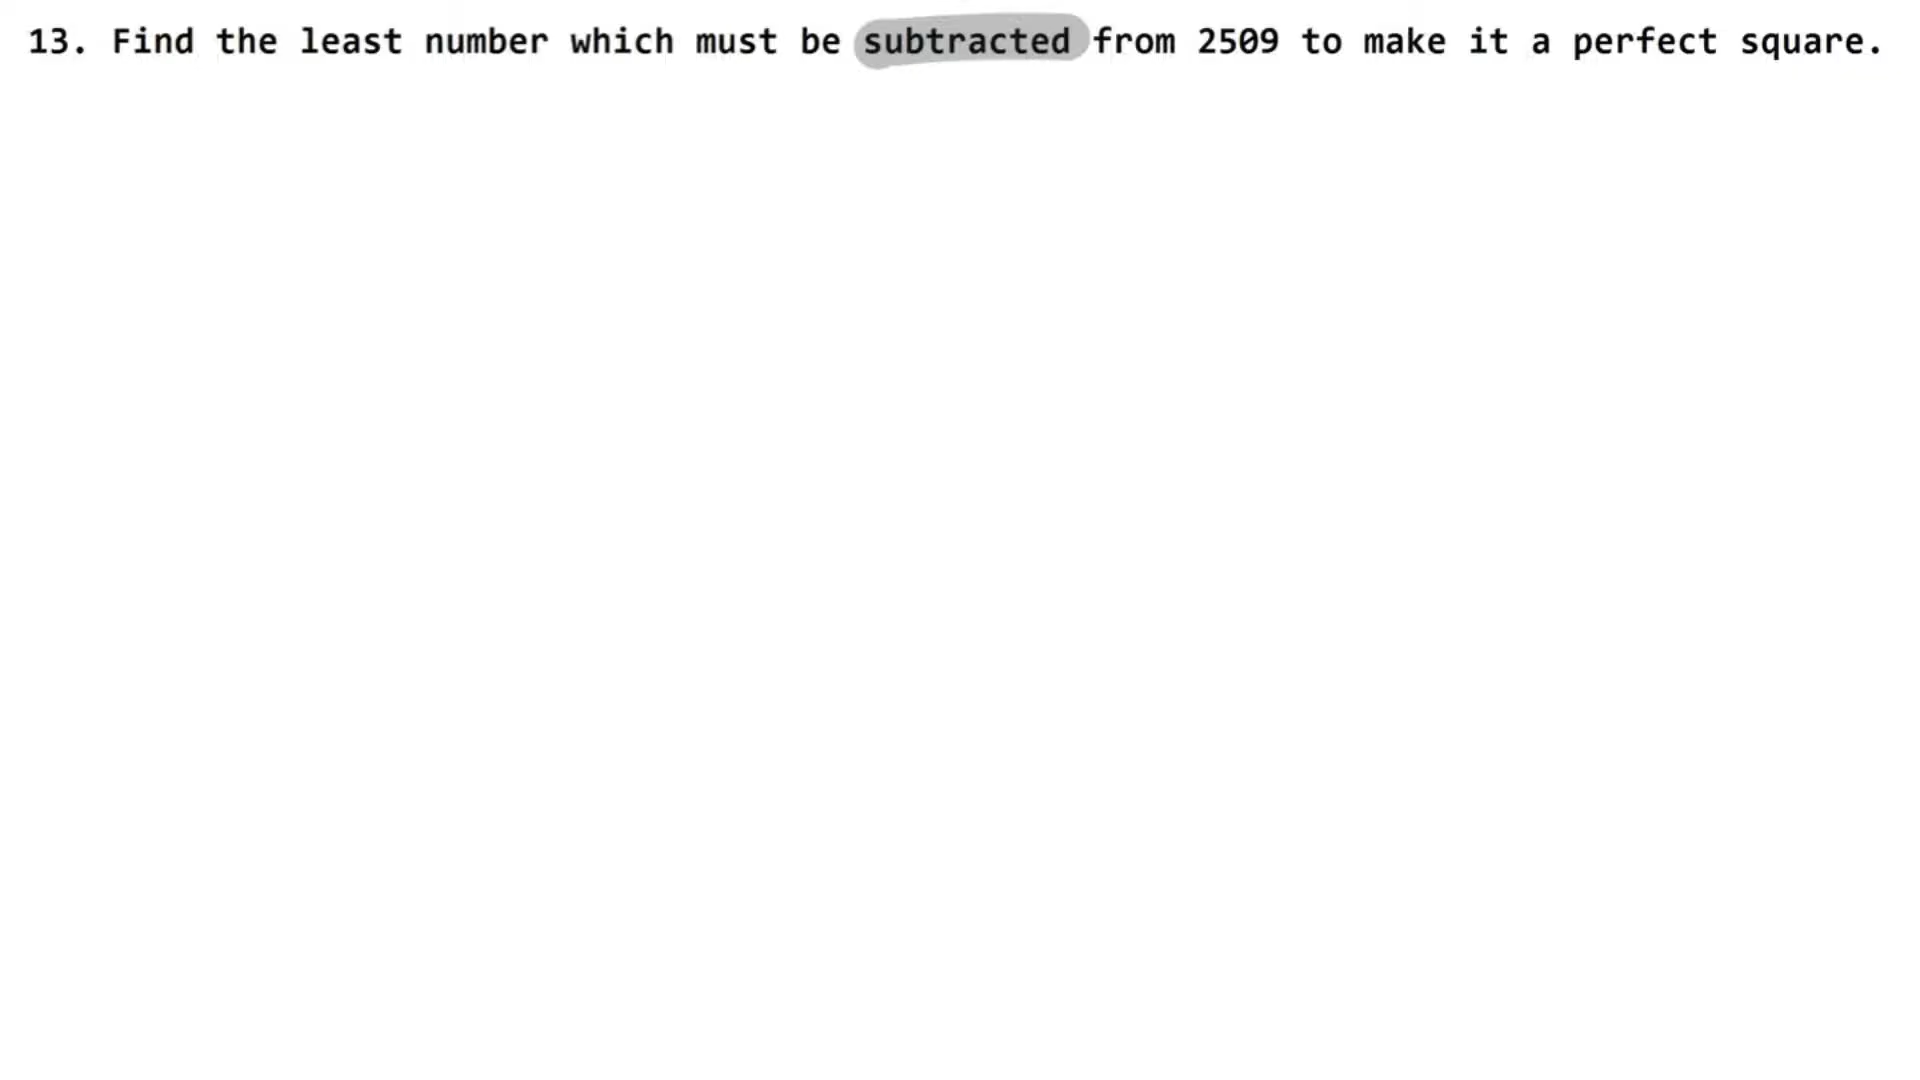 13. Find the least number which must be subtracted from 2509 to make it a perfect square.